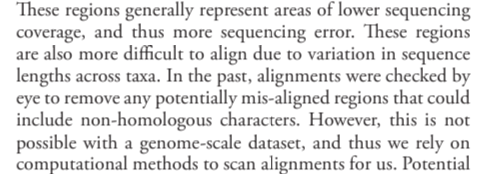 These regions generally represent areas of lower sequencing
coverage, and thus more sequencing error. These regions
are also more difficult to align due to variation in sequence
lengths across taxa. In the past, alignments were checked by
eye to remove any potentially mis-aligned regions that could
include non-homologous characters. However, this is not
possible with a genome-scale dataset, and thus we rely on
computational methods to scan alignments for us. Potential